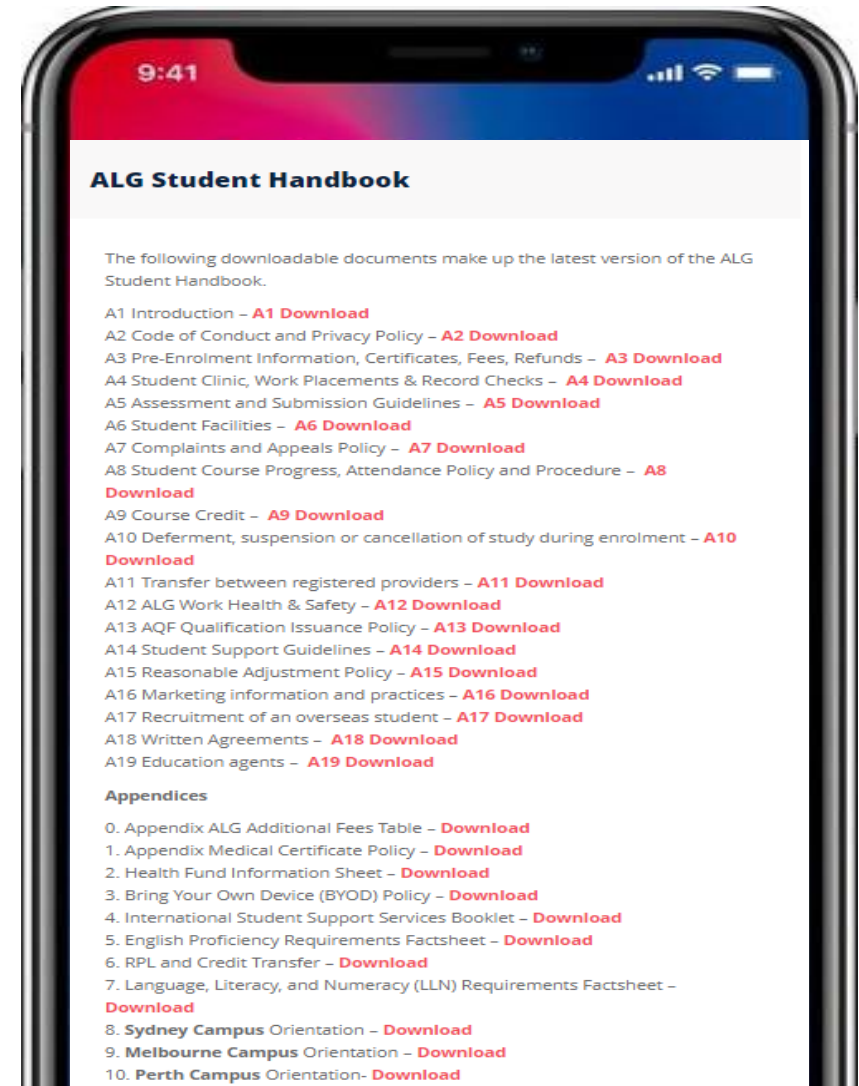 9:41
ALG Student Handbook
The following downloadable documents make up the latest version of the ALG
Student Handbook.
A1 Introduction – A1 Download
A2 Code of Conduct and Privacy Policy – A2 Download
A3 Pre-Enrolment Information, Certificates, Fees, Refunds – A3 Download
A4 Student Clinic, Work Placements & Record Checks – A4 Download
A5 Assessment and Submission Guidelines – A5 Download
A6 Student Facilities – A6 Download
A7 Complaints and Appeals Policy – A7 Download
A8 Student Course Progress, Attendance Policy and Procedure – A8
Download
A9 Course Credit – A9 Download
A10 Deferment, suspension or cancellation of study during enrolment – A10
Download
A11 Transfer between registered providers – A11 Download
A12 ALG Work Health & Safety – A12 Download
A13 AQF Qualification Issuance Policy – A13 Download
A14 Student Support Guidelines – A14 Download
A15 Reasonable Adjustment Policy – A15 Download
A16 Marketing information and practices – A16 Download
A17 Recruitment of an overseas student – A17 Download
A18 Written Agreements – A18 Download
A19 Education agents – A19 Download
Appendices
0. Appendix ALG Additional Fees Table – Download
1. Appendix Medical Certificate Policy – Download
2. Health Fund Information Sheet – Download
3. Bring Your Own Device (BYOD) Policy – Download
4. International Student Support Services Booklet – Download
5. English Proficiency Requirements Factsheet – Download
6. RPL and Credit Transfer – Download
7. Language, Literacy, and Numeracy (LLN) Requirements Factsheet –
Download
8. Sydney Campus Orientation – Download
9. Melbourne Campus Orientation – Download
10. Perth Campus Orientation- Download